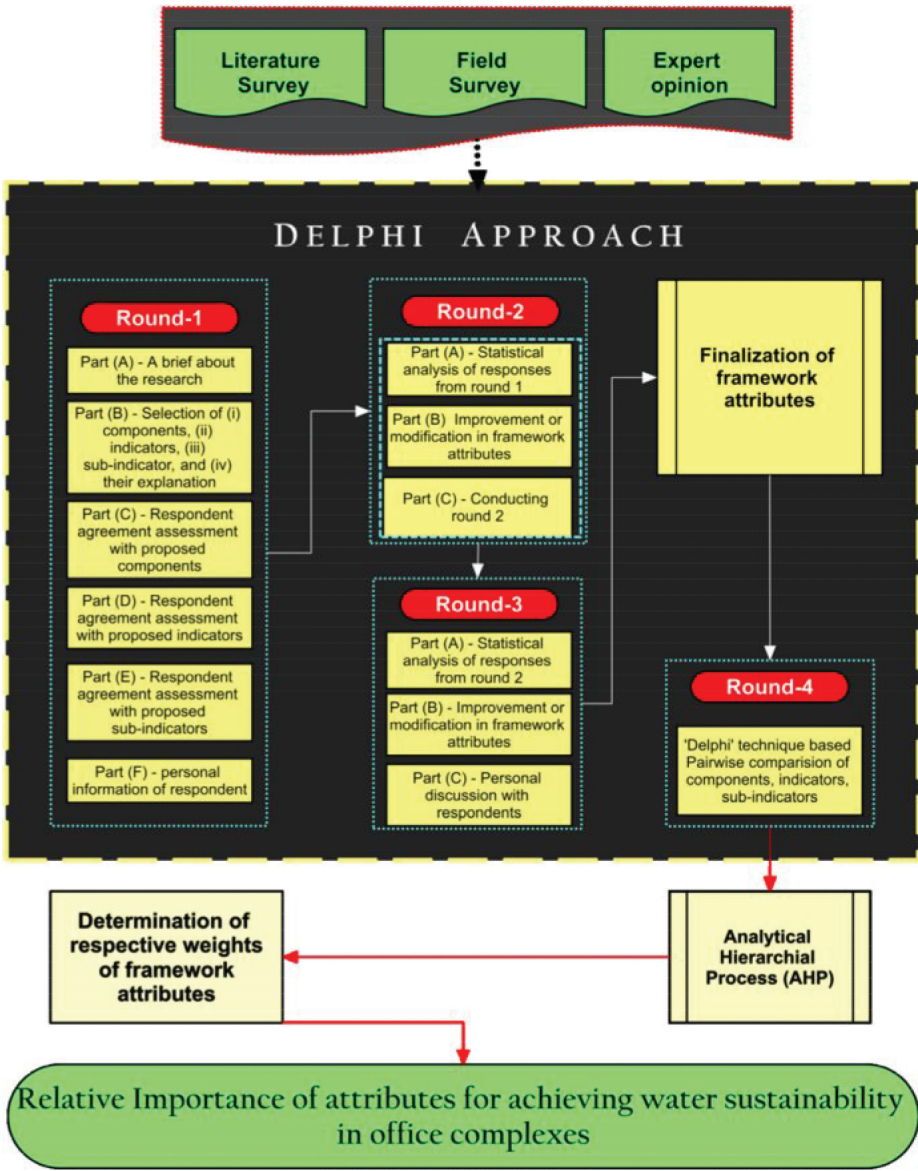 Literature
Survey
Field
Survey
Expert
opinion
DELPHI APPROACH
Round-1
Part (A) - A brief about
the research
Part (B) - Selection of (i)
components, (ii)
indicators, (iii)
sub-indicator, and (iv)
their explanation
Part (C) - Respondent
agreement assessment
with proposed
components
Part (D) - Respondent
agreement assessment
with proposed indicators
Part (E) - Respondent
agreement assessment
with proposed
sub-indicators
Part (F) - personal
information of respondent
Round-2
Part (A) - Statistical
analysis of responses
from round 1
Part (B) Improvement or
modification in framework
attributes
Part (C) - Conducting
round 2
Round-3
Part (A) - Statistical
analysis of responses
from round 2
Part (B) - Improvement or
modification in framework
attributes
Part (C) - Personal
discussion with
respondents
Finalization of
framework
attributes
Round-4
'Delphi' technique based
Pairwise comparision of
components, indicators,
sub-indicators
Analytical
Hierarchial
Process (AHP)
Determination of
respective weights
of framework
attributes
Relative Importance of attributes for achieving water sustainability
in office complexes